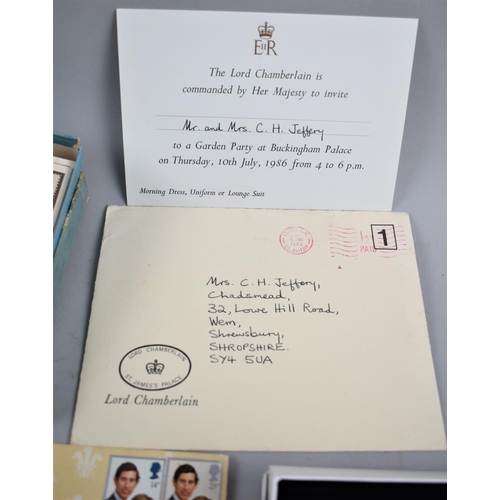 EIIR
The Lord Chamberlain is
commanded by Her Majesty to invite
Mr. and Mrs. C. H. Jeffery
to a Garden Party at Buckingham Palace
on Thursday, 10th July, 1986 from 4 to 6 p.m.
Morning Dress, Uniform or Lounge Suit
1
PAID
Mrs. C. H. Jeffery,
Chadsmead,
32, Lowe Hill Road,
Wem,
Shrewsbury,
SHROPSHIRE.
SY4 5UA
LORD CHAMBERLAIN
ST. JAMES'S PALACE
Lord Chamberlain
14P